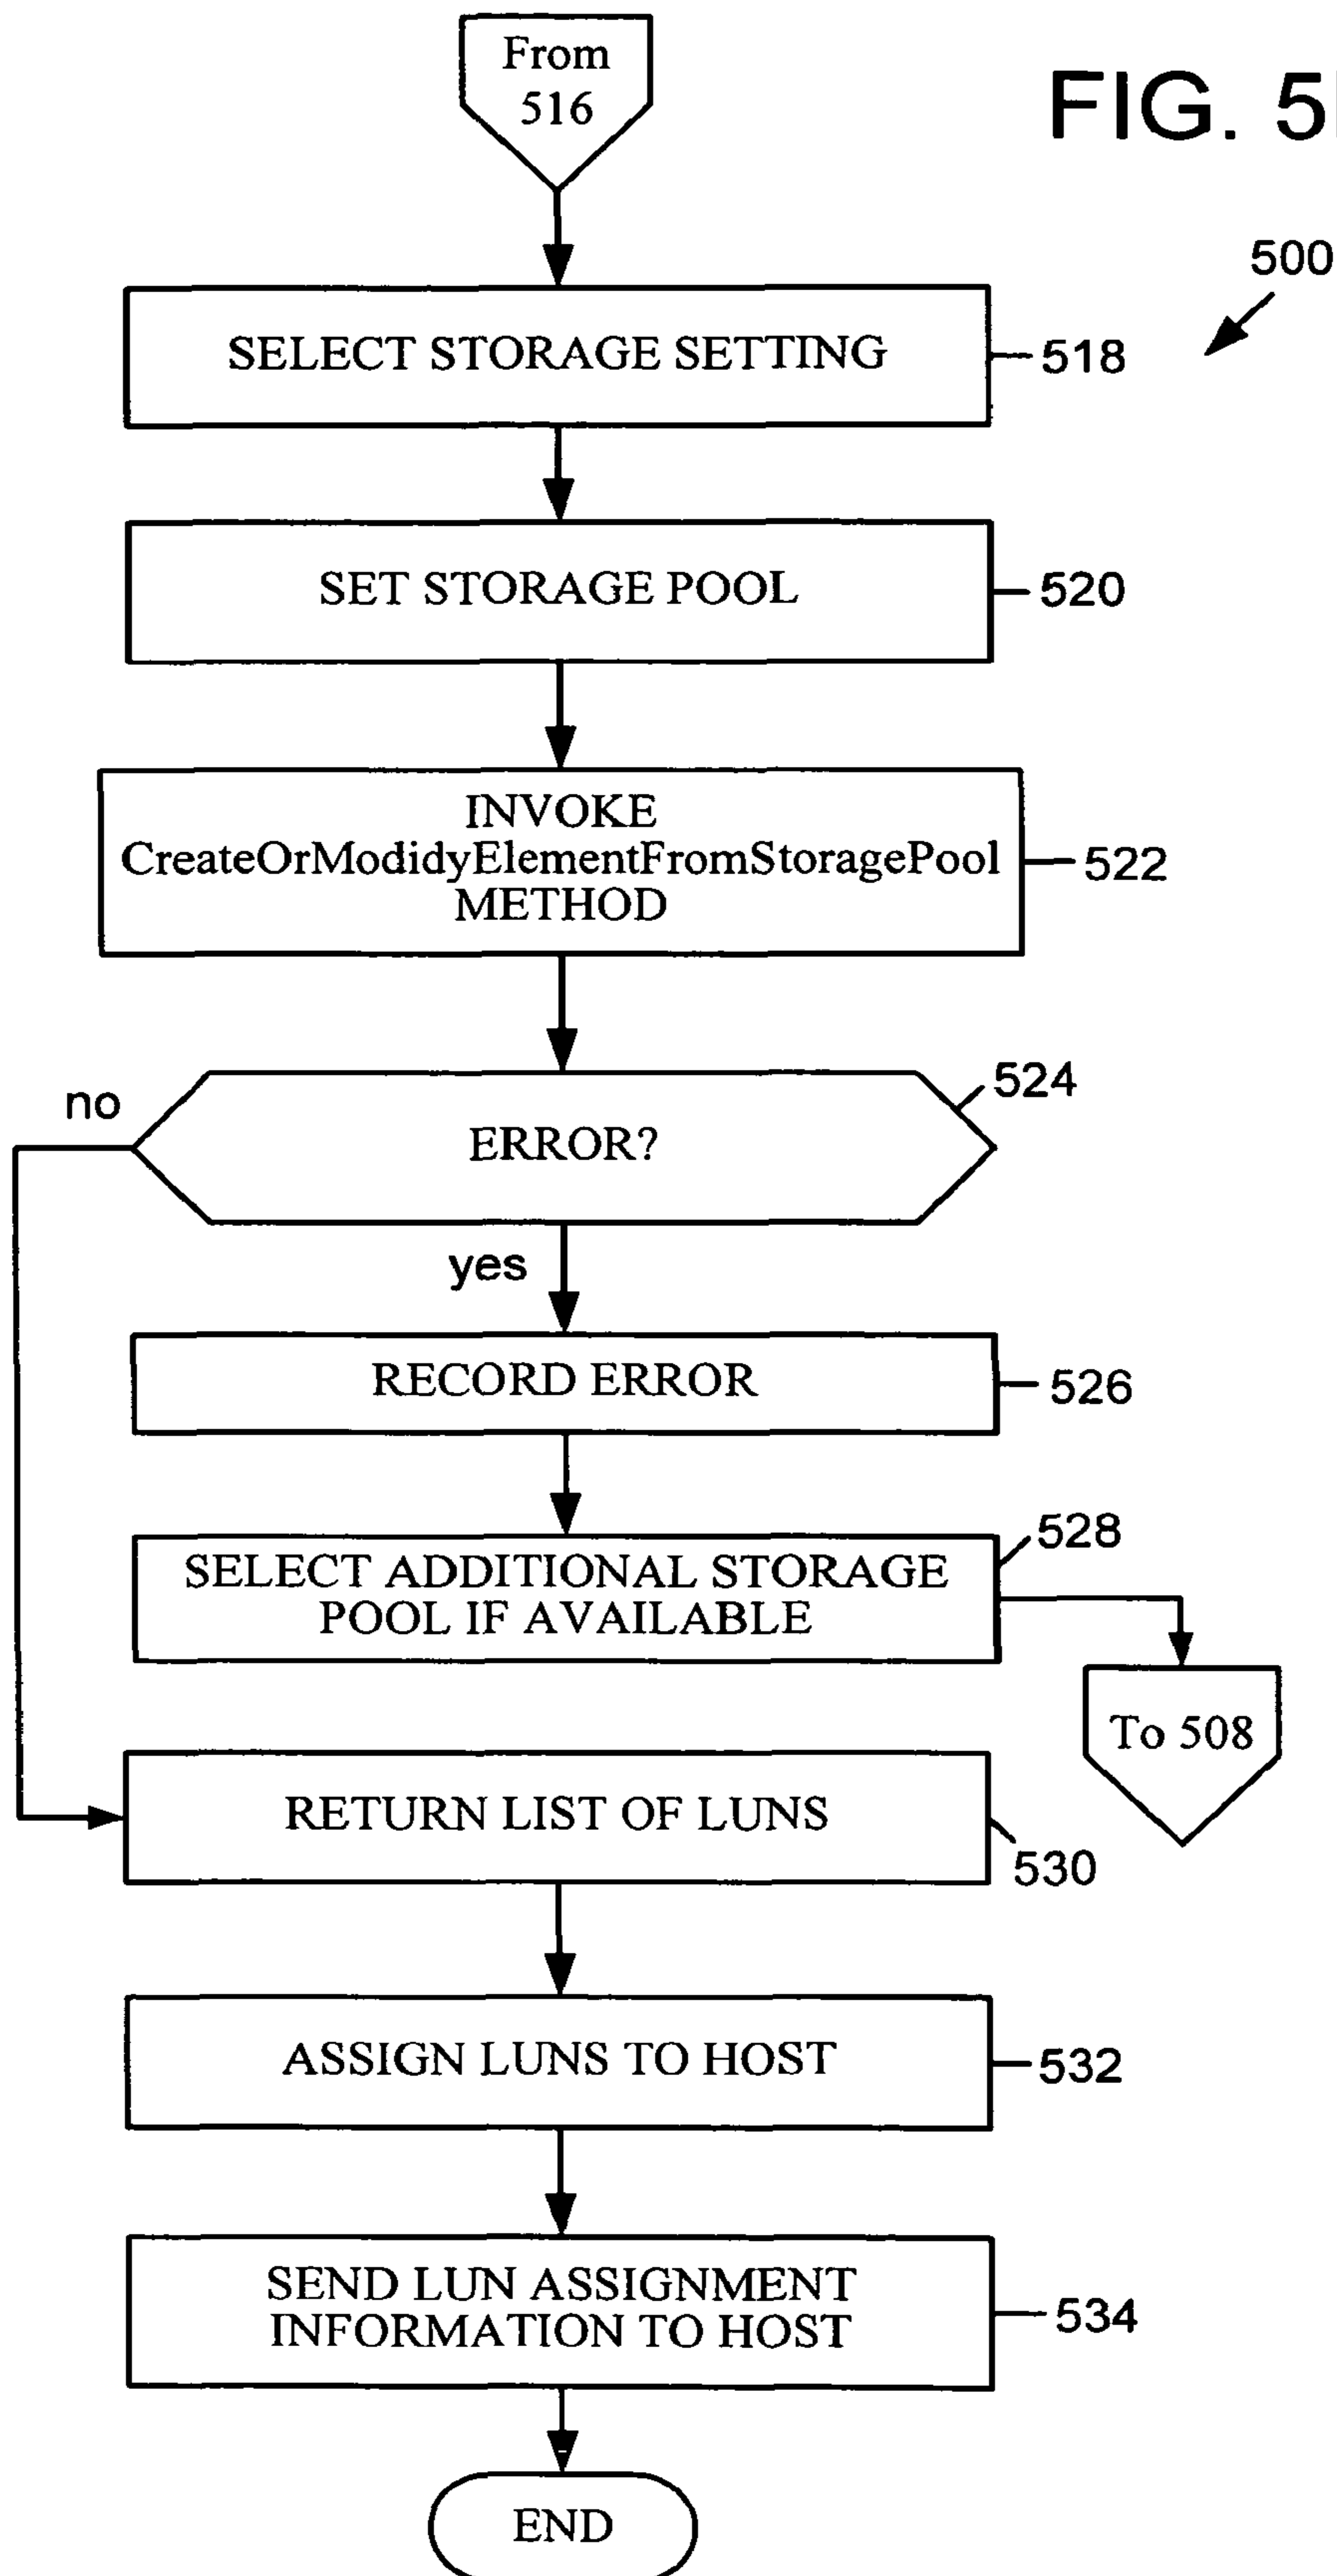 From
516
FIG. 5
500
SELECT STORAGE SETTING
518
SET STORAGE POOL
520
INVOKE
CreateOrModidyElementFromStoragePool
METHOD
522
524
no
ERROR?
yes
RECORD ERROR
526
528
SELECT ADDITIONAL STORAGE
POOL IF AVAILABLE
To 508
RETURN LIST OF LUNS
530
ASSIGN LUNS TO HOST
532
SEND LUN ASSIGNMENT
INFORMATION TO HOST
534
END